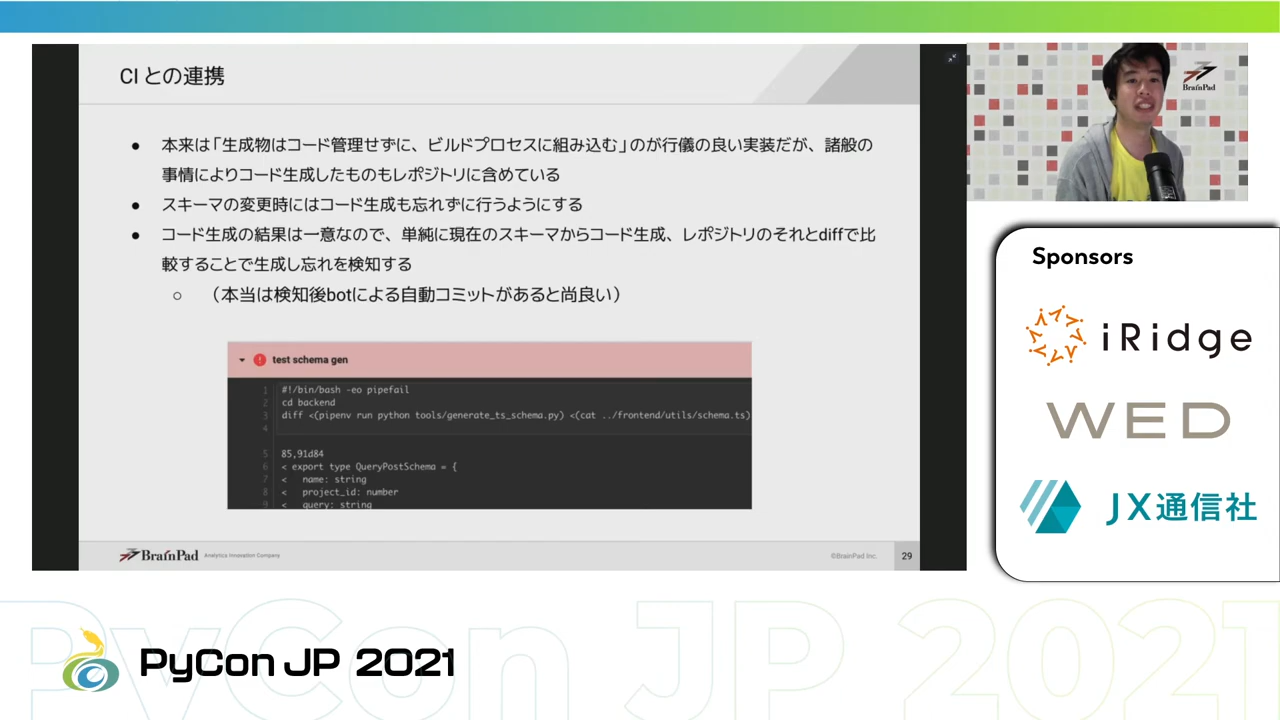 CI との連携
● 本来は「生成物はコード管理せずに、ビルドプロセスに組み込む」のが行儀の良い実装だが、諸般の
事情によりコード生成したものもレポジトリに含めている
● スキーマの変更時にはコード生成も忘れずに行うようにする
● コード生成の結果は一意なので、単純に現在のスキーマからコード生成、レポジトリのそれとdiffで比
較することで生成し忘れを検知する
○ （本当は検知後botによる自動コミットがあると尚良い）
test schema gen
1 #!/bin/bash -eo pipefail
2 cd backend
3 diff <(pipenv run python tools/generate_ts_schema.py) <(cat ../frontend/utils/schema.ts)
4
5 85,91d84
6 < export type QueryPostSchema = {
7 <   name: string
8 <   project_id: number
9 <   query: string
BrainPad Analytics Innovation Company
©BrainPad Inc.
29
BrainPad
Sponsors
iRidge
WED
JX通信社
PyCon JP 2021
PyCon JP 2021